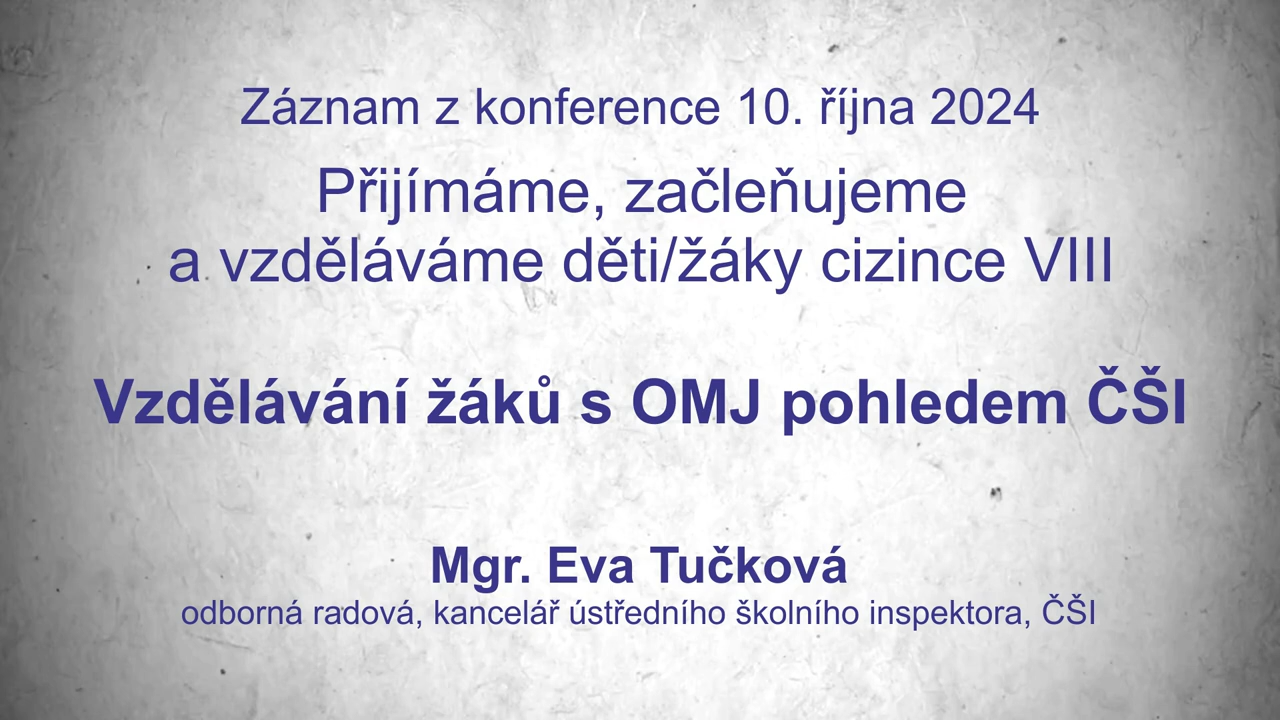 Záznam z konference 10. října 2024
Přijímáme, začleňujeme
a vzděláváme děti/žáky cizince VIII
Vzdělávání žáků s OMJ pohledem ČŠI
Mgr. Eva Tučková
odborná radová, kancelář ústředního školního inspektora, ČŠI